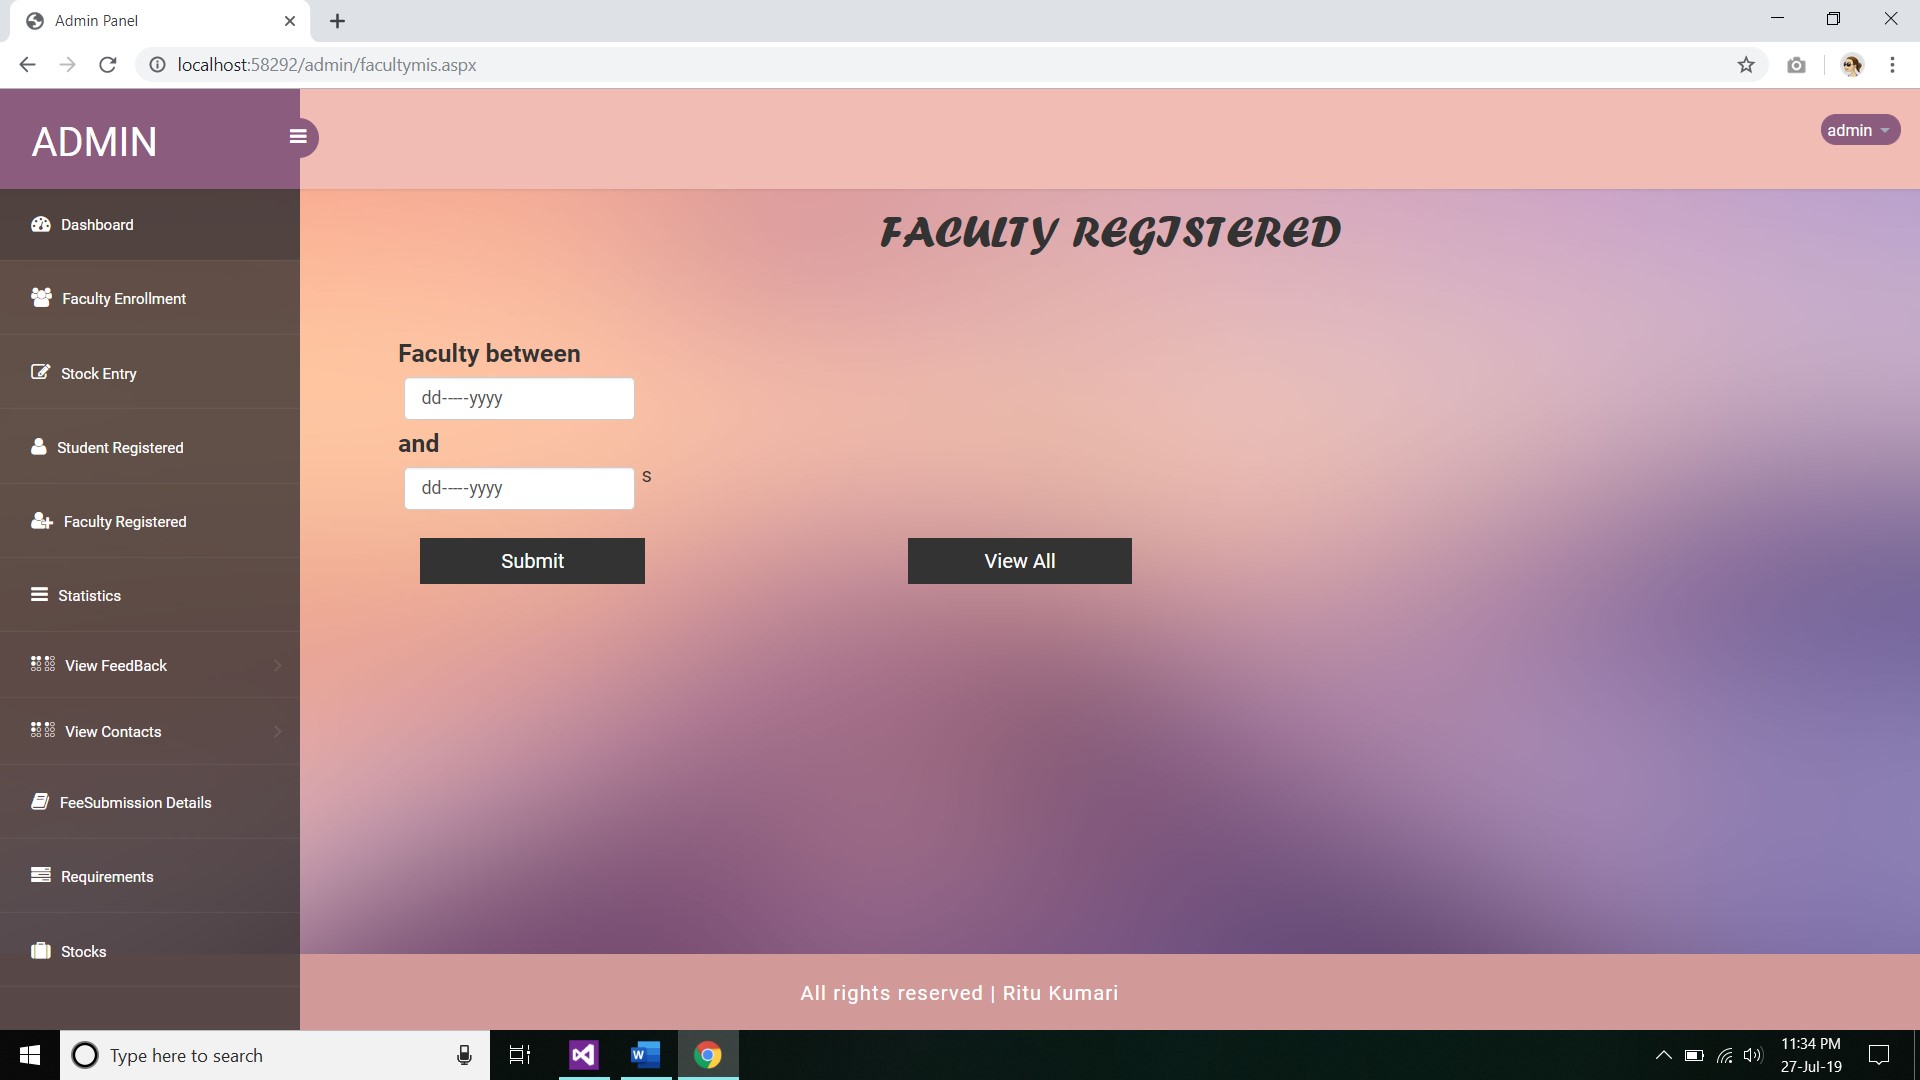 Admin Panel
localhost:58292/admin/facultymis.aspx
ADMIN
admin
Dashboard
Faculty Enrollment
Stock Entry
Student Registered
Faculty Registered
Statistics
View FeedBack
View Contacts
FeeSubmission Details
Requirements
Stocks
FACULTY REGISTERED
Faculty between
dd-----yyyy
and
dd-----yyyy s
Submit
View All
All rights reserved | Ritu Kumari
Type here to search
11:34 PM
27-Jul-19